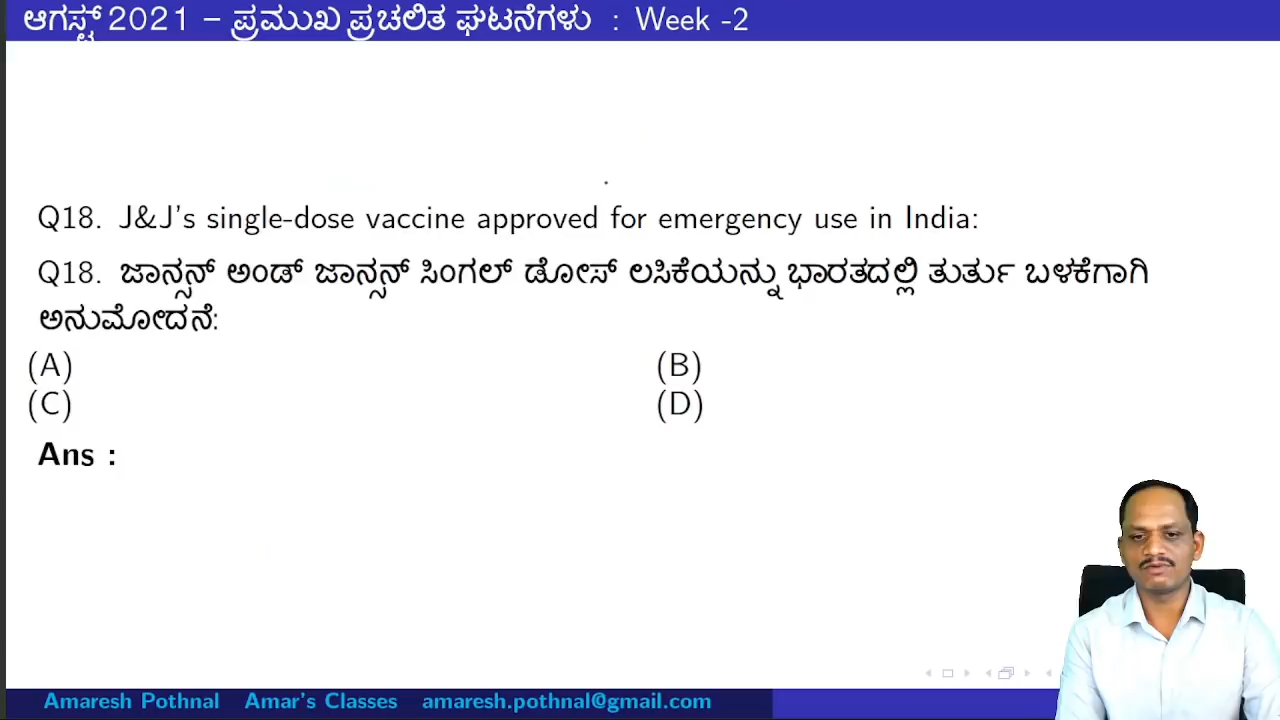 ಆಗಸ್ಟ್ 2021 – ಪ್ರಮುಖ ಪ್ರಚಲಿತ ಘಟನೆಗಳು : Week -2
Q18. J&J's single-dose vaccine approved for emergency use in India:
Q18. ಜಾನ್ಸನ್ ಅಂಡ್ ಜಾನ್ಸನ್ ಸಿಂಗಲ್ ಡೋಸ್ ಲಸಿಕೆಯನ್ನು ಭಾರತದಲ್ಲಿ ತುರ್ತು ಬಳಕೆಗಾಗಿ
ಅನುಮೋದನೆ:
(A) (B)
(C) (D)
Ans :
Amaresh Pothnal Amar's Classes amaresh.pothnal@gmail.com